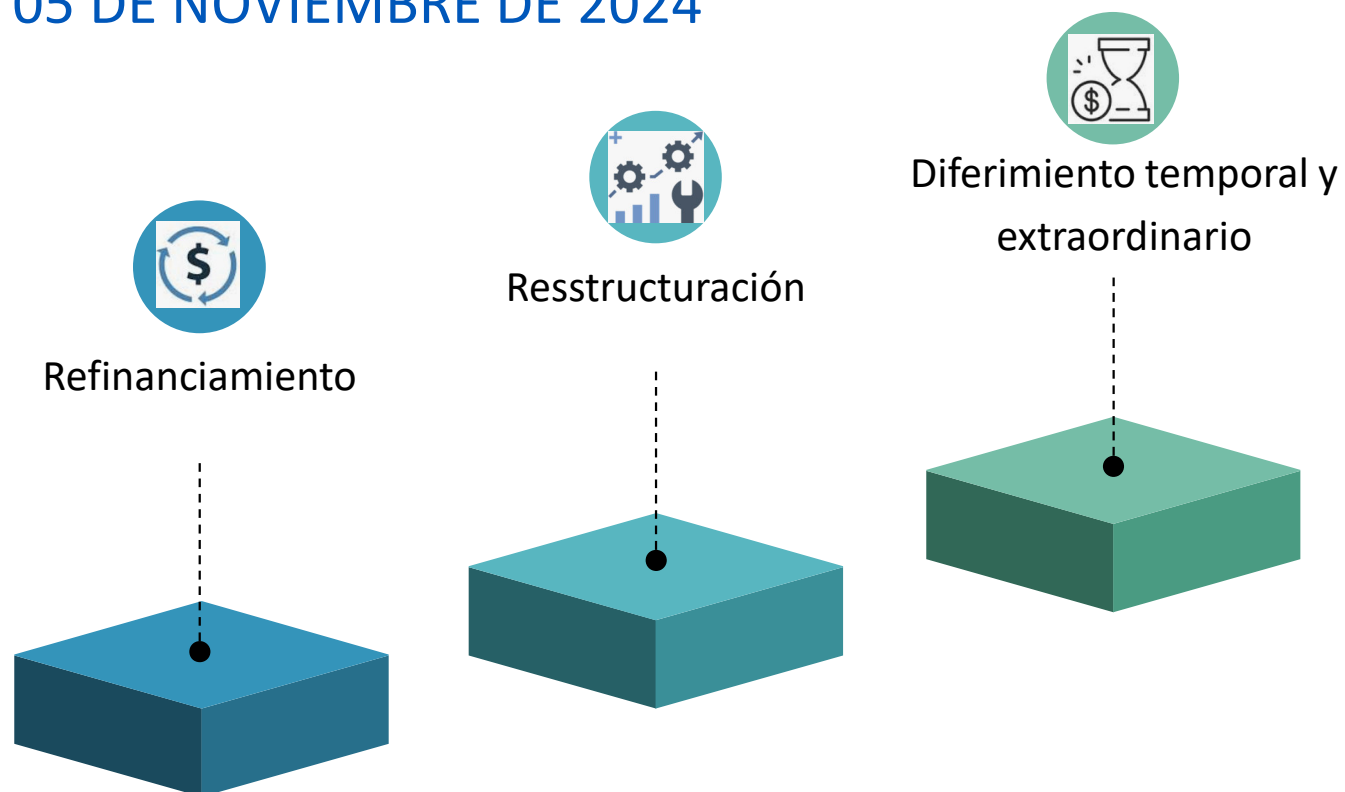 05 DE NOVIEMBRE DE 2024
$
Refinanciamiento
Resstructuración
$
Diferimiento temporal y
extraordinario